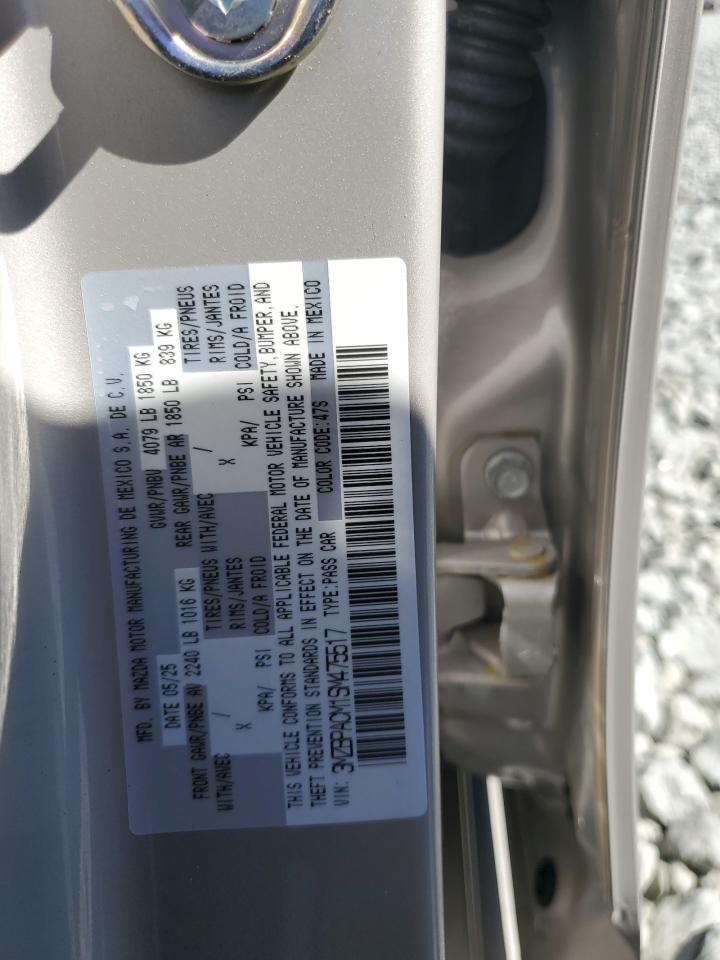 MFD. BY MAZDA MOTOR MANUFACTURING DE MEXICO S.A. DE C.V.
DATE 05/25 GVWR/PNBV 4079 LB 1850 KG
FRONT GAWR/PNBE AV 2240 LB 1016 KG REAR GAWR/PNBE AR 1850 LB 839 KG
WITH/AVEC / TIRES/PNEUS WITH/AVEC / TIRES/PNEUS
X RIMS/JANTES X RIMS/JANTES
KPA/ PSI COLD/A FROID KPA/ PSI COLD/A FROID
THIS VEHICLE CONFORMS TO ALL APPLICABLE FEDERAL MOTOR VEHICLE SAFETY, BUMPER, AND
THEFT PREVENTION STANDARDS IN EFFECT ON THE DATE OF MANUFACTURE SHOWN ABOVE.
VIN: 3MZBPACM1SM475517 TYPE:PASS CAR COLOR CODE:47S MADE IN MEXICO